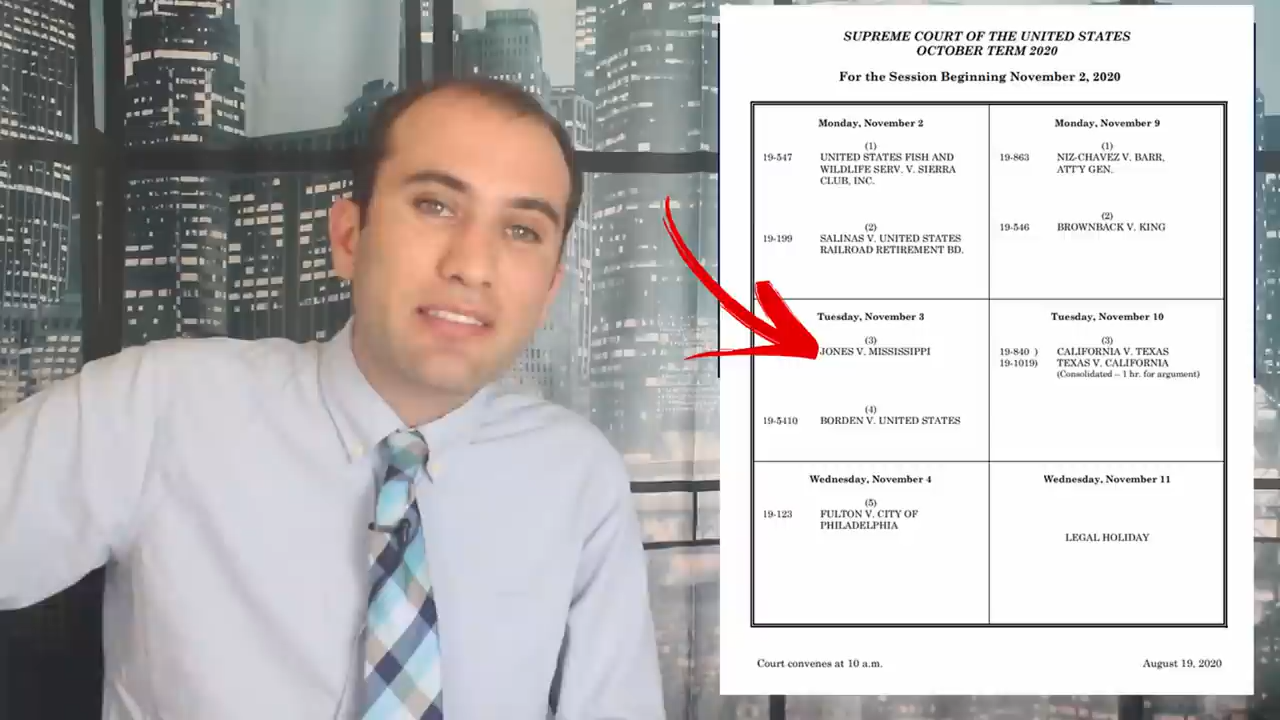 SUPREME COURT OF THE UNITED STATES
OCTOBER TERM 2020
For the Session Beginning November 2, 2020
Monday, November 2
(1)
19-547 UNITED STATES FISH AND
WILDLIFE SERV. V. SIERRA
CLUB, INC.
(2)
19-199 SALINAS V. UNITED STATES
RAILROAD RETIREMENT BD.
Monday, November 9
(1)
19-863 NIZ-CHAVEZ V. BARR,
ATT'Y GEN.
(2)
19-546 BROWNBACK V. KING
Tuesday, November 3
(3)
JONES V. MISSISSIPPI
(4)
19-5410 BORDEN V. UNITED STATES
Tuesday, November 10
(3)
19-840 ) CALIFORNIA V. TEXAS
19-1019) TEXAS V. CALIFORNIA
(Consolidated – 1 hr. for argument)
Wednesday, November 4
(5)
19-123 FULTON V. CITY OF
PHILADELPHIA
Wednesday, November 11
LEGAL HOLIDAY
Court convenes at 10 a.m.
August 19, 2020